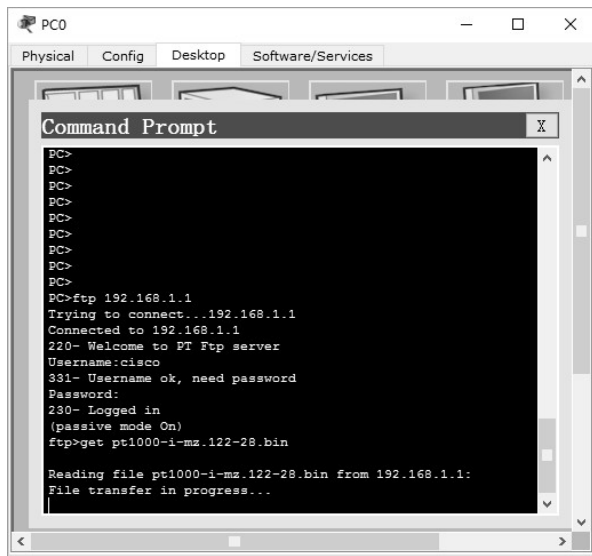 PC0
Physical Config Desktop Software/Services
Command Prompt X
PC>
PC>
PC>
PC>
PC>
PC>
PC>
PC>
PC>
PC>ftp 192.168.1.1
Trying to connect...192.168.1.1
Connected to 192.168.1.1
220- Welcome to PT Ftp server
Username:cisco
331- Username ok, need password
Password:
230- Logged in
(passive mode On)
ftp>get pt1000-i-mz.122-28.bin
Reading file pt1000-i-mz.122-28.bin from 192.168.1.1:
File transfer in progress...